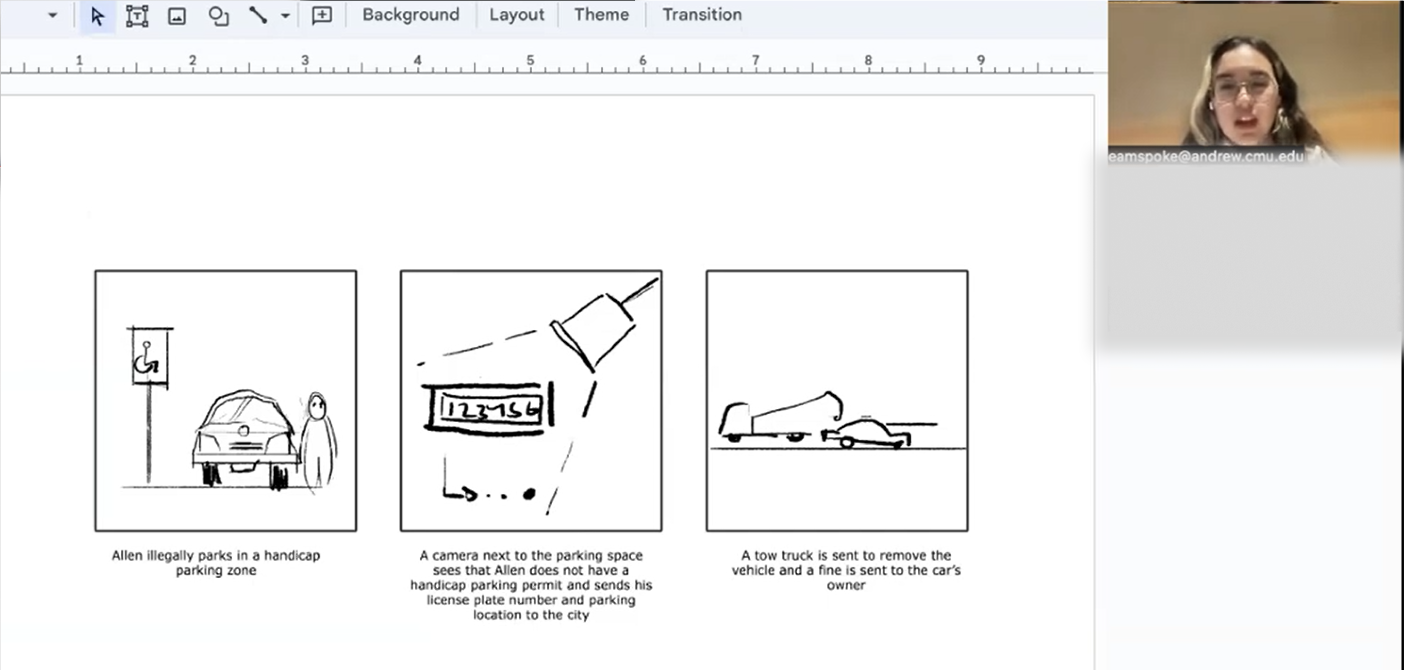 Background Layout Theme Transition
1 2 3 4 5 6 7 8 9
eamspoke@andrew.cmu.edu
123456
Allen illegally parks in a handicap
parking zone
A camera next to the parking space
sees that Allen does not have a
handicap parking permit and sends his
license plate number and parking
location to the city
A tow truck is sent to remove the
vehicle and a fine is sent to the car's
owner